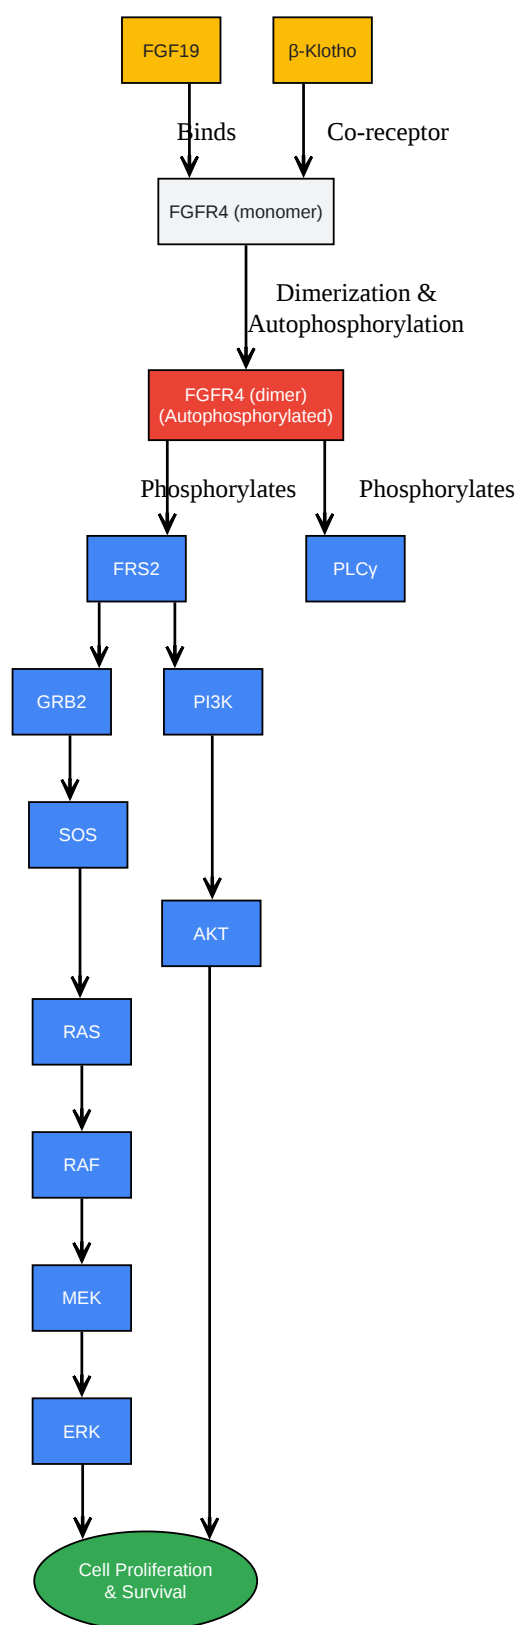 FGF19
β-Klotho
Binds
Co-receptor
FGFR4 (monomer)
Dimerization &
Autophosphorylation
FGFR4 (dimer)
(Autophosphorylated)
Phosphorylates
Phosphorylates
FRS2
PLCγ
GRB2
PI3K
SOS
AKT
RAS
RAF
MEK
ERK
Cell Proliferation
& Survival